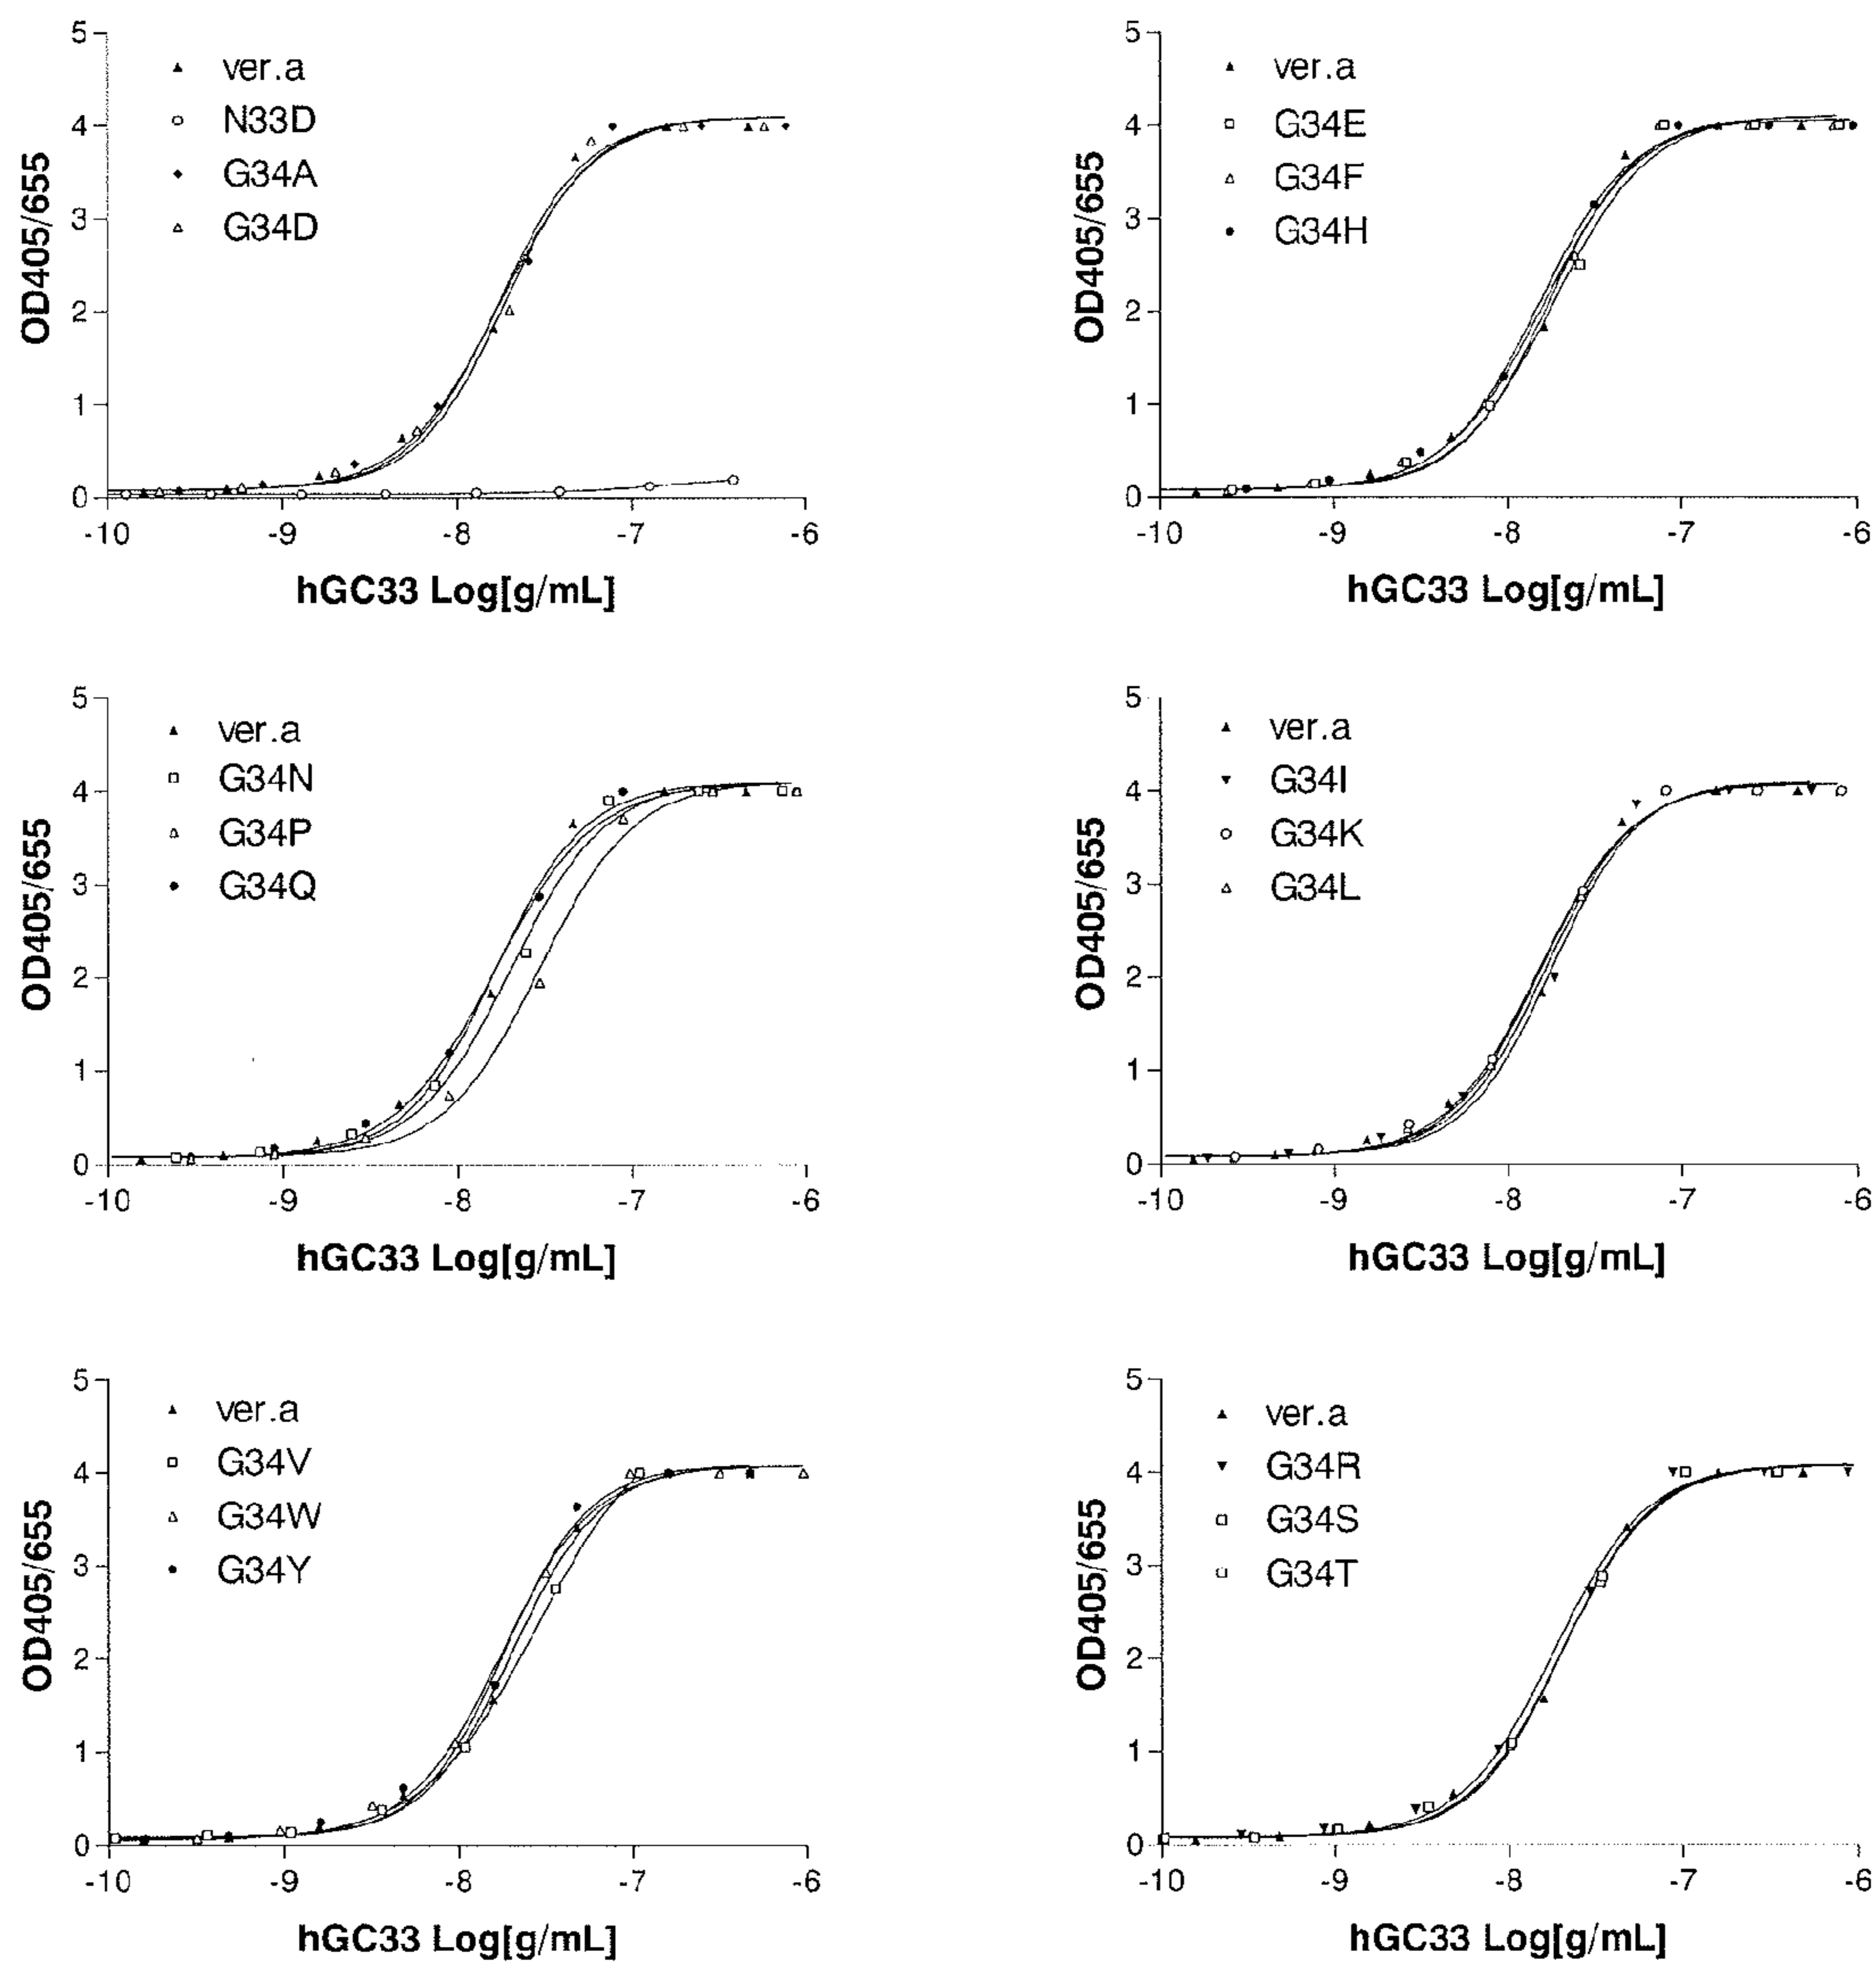 5
4
3
2
1
0
ver.a
N33D
G34A
G34D
OD405/655
-10 -9 -8 -7 -6
hGC33 Log[g/mL]
5
4
3
2
1
0
ver.a
G34E
G34F
G34H
OD405/655
-10 -9 -8 -7 -6
hGC33 Log[g/mL]
5
4
3
2
1
0
ver.a
G34N
G34P
G34Q
OD405/655
-10 -9 -8 -7 -6
hGC33 Log[g/mL]
5
4
3
2
1
0
ver.a
G34I
G34K
G34L
OD405/655
-10 -9 -8 -7 -6
hGC33 Log[g/mL]
5
4
3
2
1
0
ver.a
G34V
G34W
G34Y
OD405/655
-10 -9 -8 -7 -6
hGC33 Log[g/mL]
5
4
3
2
1
0
ver.a
G34R
G34S
G34T
OD405/655
-10 -9 -8 -7 -6
hGC33 Log[g/mL]